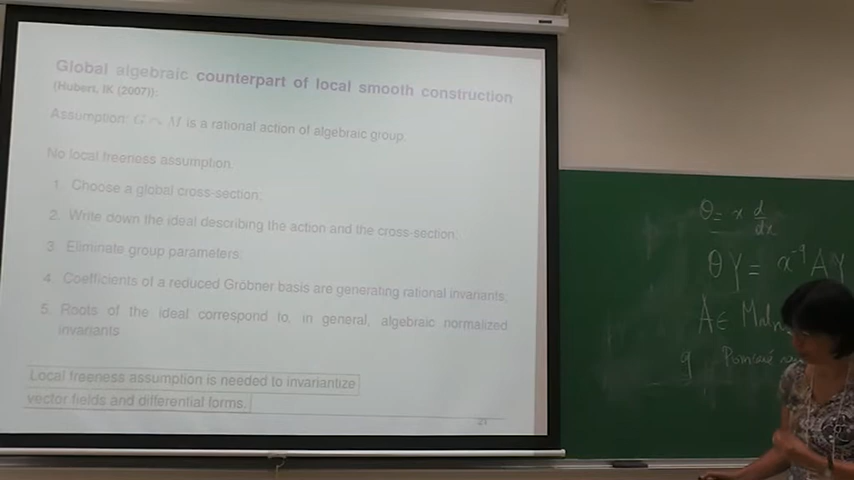 Global algebraic counterpart of local smooth construction
(Hubert, IK (2007)):
Assumption: G ↷ M is a rational action of algebraic group.
No local freeness assumption.
1. Choose a global cross-section;
2. Write down the ideal describing the action and the cross-section;
3. Eliminate group parameters;
4. Coefficients of a reduced Gröbner basis are generating rational invariants;
5. Roots of the ideal correspond to, in general, algebraic normalized
invariants
Local freeness assumption is needed to invariantize
vector fields and differential forms.
θ = x d/dx
θY = x⁻q A Y
A ∈
q Poincaré